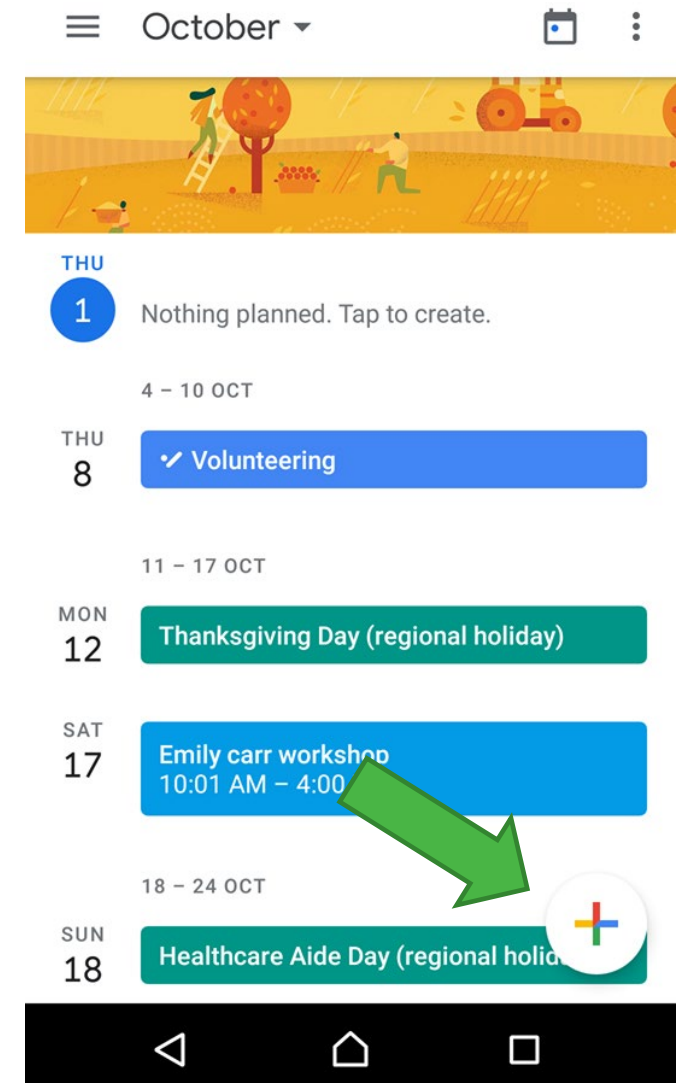 October
THU
1
Nothing planned. Tap to create.
4 – 10 OCT
THU
8
Volunteering
11 – 17 OCT
MON
12
Thanksgiving Day (regional holiday)
SAT
17
Emily carr workshop
10:01 AM – 4:00
18 – 24 OCT
SUN
18
Healthcare Aide Day (regional